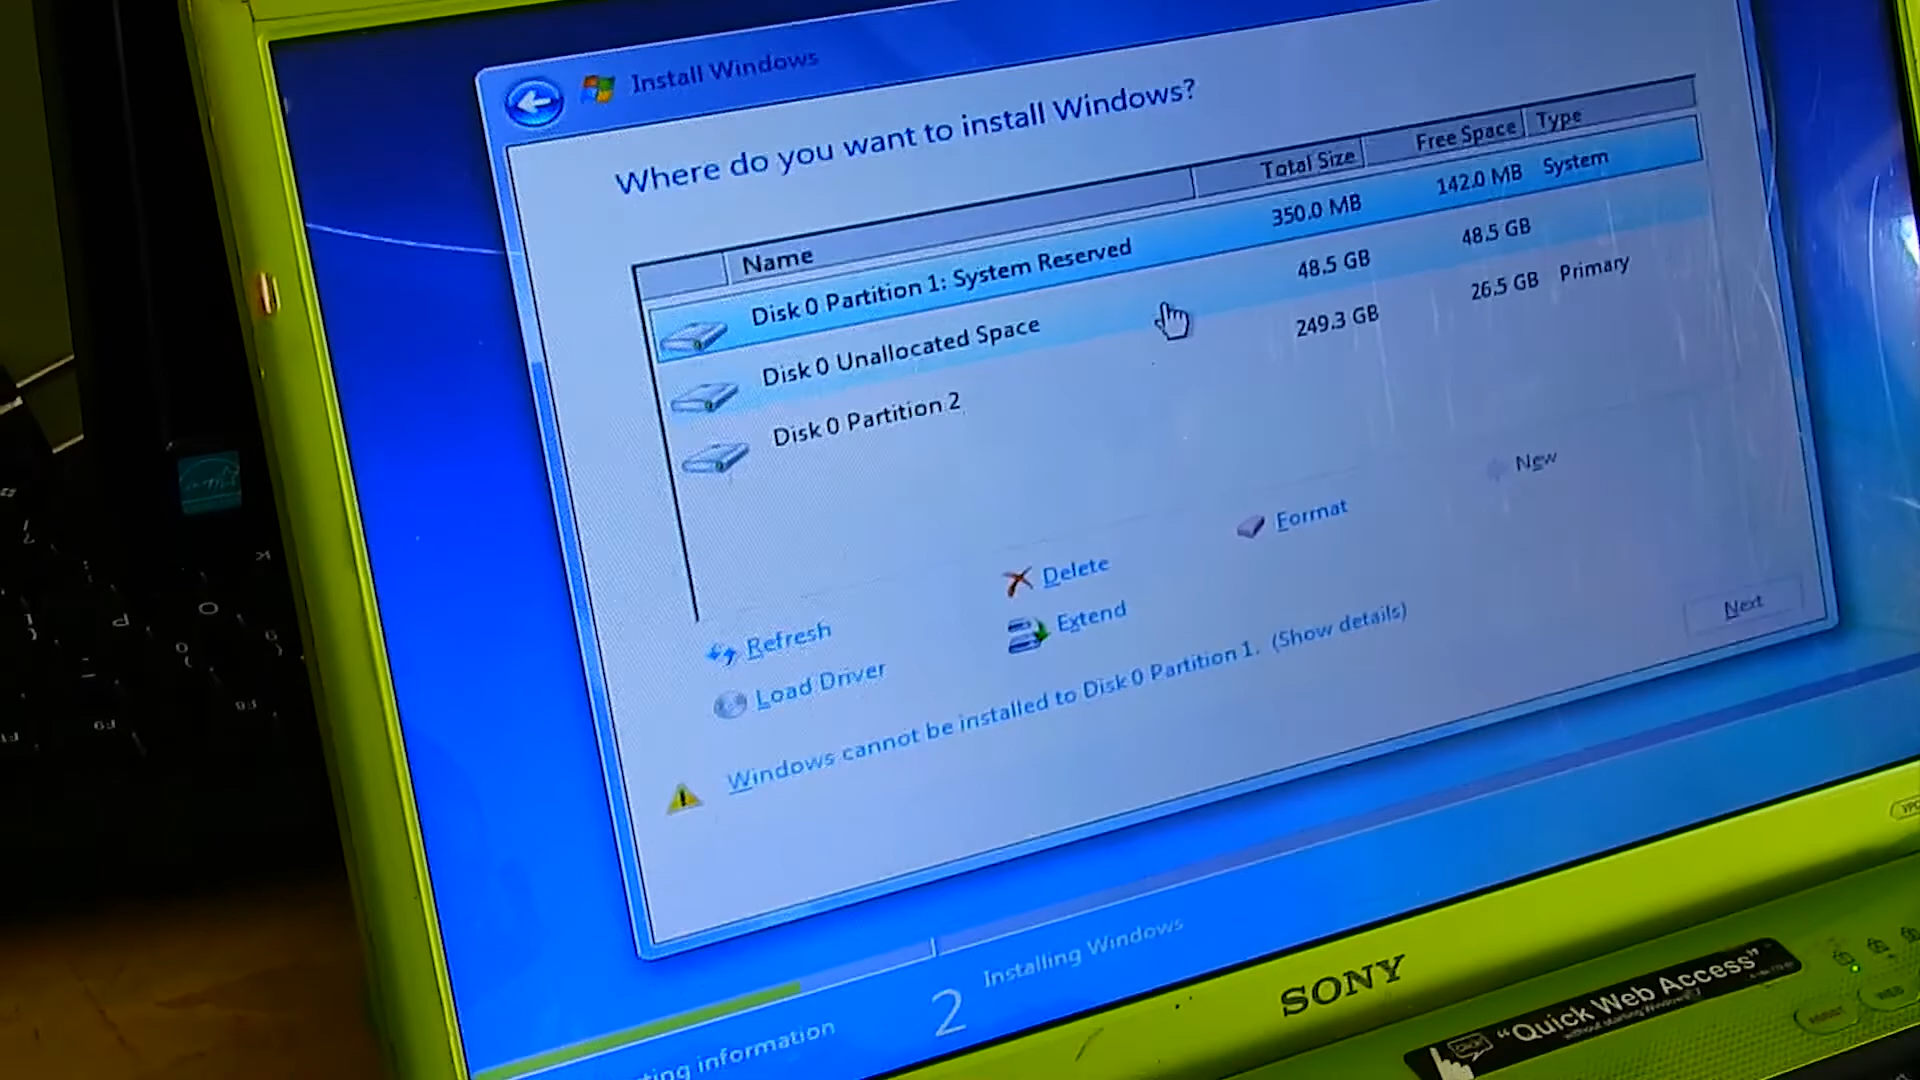 Install Windows
Where do you want to install Windows?
Name Total Size Free Space Type
Disk 0 Partition 1: System Reserved 350.0 MB 142.0 MB System
Disk 0 Unallocated Space 48.5 GB 48.5 GB
Disk 0 Partition 2 249.3 GB 26.5 GB Primary
Refresh Delete Format New
Load Driver Extend
Windows cannot be installed to Disk 0 Partition 1. (Show details)
Next
ting information 2 Installing Windows
SONY
"Quick Web Access"
ASSIST WEB